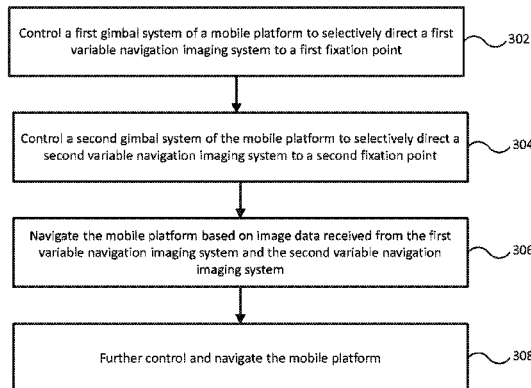 Control a first gimbal system of a mobile platform to selectively direct a first
variable navigation imaging system to a first fixation point
302
Control a second gimbal system of the mobile platform to selectively direct a
second variable navigation imaging system to a second fixation point
304
Navigate the mobile platform based on image data received from the first
variable navigation imaging system and the second variable navigation
imaging system
306
Further control and navigate the mobile platform
308